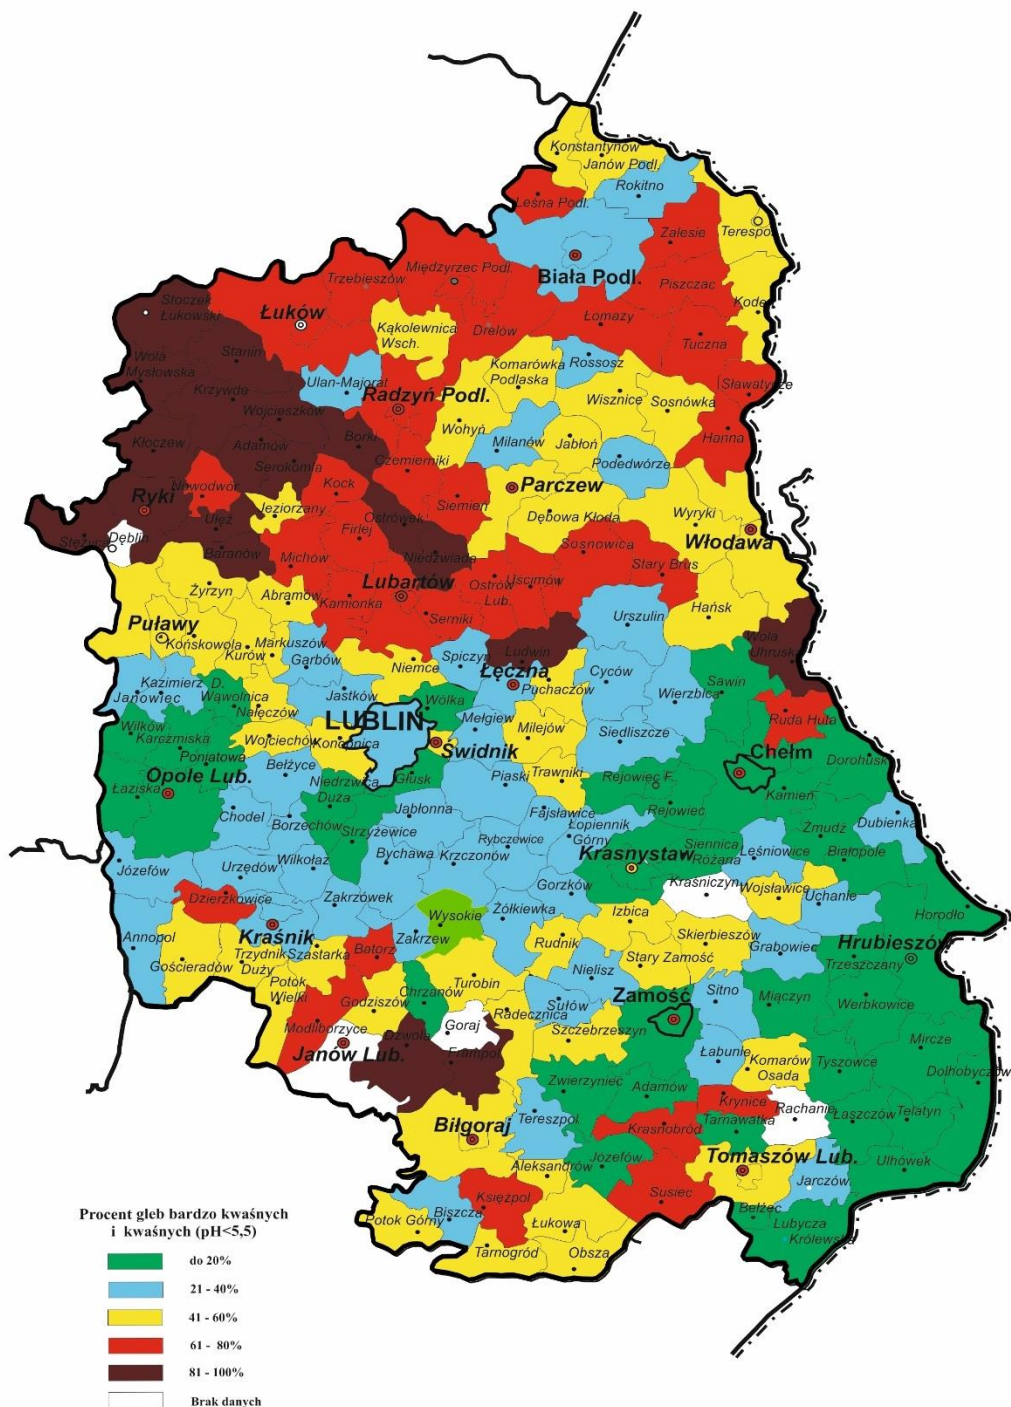 Konstantynów
Janów Podl.
Rokitno
Leśna Podl.
Zalesie
Terespol
Międzyrzec Podl.
Biała Podl.
Trzebieszów
Piszczac
Stoczek
Łukowski
Łuków
Kodeń
Kąkolewnica
Wsch.
Drelów
Łomazy
Tuczna
Stanin
Wola
Mysłowska
Komarówka
Podlaska
Rossosz
Ulan-Majorat
Sławatycze
Krzywda
Radzyń Podl.
Wisznice
Sosnówka
Wojcieszków
Wohyń
Hanna
Adamów
Borki
Milanów
Jabłoń
Kłoczew
Serokomla
Czemierniki
Podedwórze
Nowodwór
Kock
Parczew
Ryki
Jeziorzany
Siemień
Ułęż
Ostrówek
Dębowa Kłoda
Wyryki
Stężyca
Dęblin
Firlej
Włodawa
Baranów
Michów
Niedźwiada
Sosnowica
Żyrzyn
Lubartów
Ostrów
Lub.
Uścimów
Stary Brus
Abramów
Kamionka
Serniki
Urszulin
Hańsk
Puławy
Końskowola
Markuszów
Kurów
Garbów
Niemce
Spiczyn
Ludwin
Wola
Uhruska
Łęczna
Cyców
Kazimierz D.
Janowiec
Wąwolnica
Jastków
Wólka
Puchaczów
Wierzbica
Sawin
Nałęczów
LUBLIN
Mełgiew
Milejów
Ruda Huta
Wilków
Karczmiska
Wojciechów
Konopnica
Świdnik
Siedliszcze
Chełm
Poniatowa
Opole Lub.
Bełżyce
Niedrzwica
Duża
Głusk
Piaski
Trawniki
Rejowiec F.
Dorohusk
Łaziska
Kamień
Chodel
Borzechów
Jabłonna
Fajsławice
Rejowiec
Strzyżewice
Łopiennik
Górny
Żmudź
Dubienka
Rybczewice
Siennica
Różana
Leśniowice
Białopole
Józefów
Urzędów
Wilkołaz
Bychawa
Krzczonów
Krasnystaw
Dzierżkowice
Zakrzówek
Gorzków
Kraśniczyn
Wojsławice
Uchanie
Kraśnik
Wysokie
Żółkiewka
Izbica
Horodło
Annopol
Zakrzew
Rudnik
Skierbieszów
Grabowiec
Hrubieszów
Gościeradów
Trzydnik
Duży
Szastarka
Batorz
Stary Zamość
Trzeszczany
Potok
Wielki
Godziszów
Chrzanów
Turobin
Nielisz
Sułów
Zamość
Sitno
Miączyn
Werbkowice
Modliborzyce
Radecznica
Goraj
Szczebrzeszyn
Janów Lub.
Dzwola
Frampol
Łabunie
Komarów
Osada
Tyszowce
Mircze
Dołhobyczów
Zwierzyniec
Adamów
Krynice
Rachanie
Biłgoraj
Tereszpol
Krasnobród
Tarnawatka
Łaszczów
Telatyn
Aleksandrów
Józefów
Tomaszów Lub.
Ulhówek
Jarczów
Księżpol
Susiec
Biszcza
Bełżec
Potok Górny
Łukowa
Lubycza
Królewska
Tarnogród
Obsza
Procent gleb bardzo kwaśnych
i kwaśnych (pH<5,5)
do 20%
21 - 40%
41 - 60%
61 - 80%
81 - 100%
Brak danych